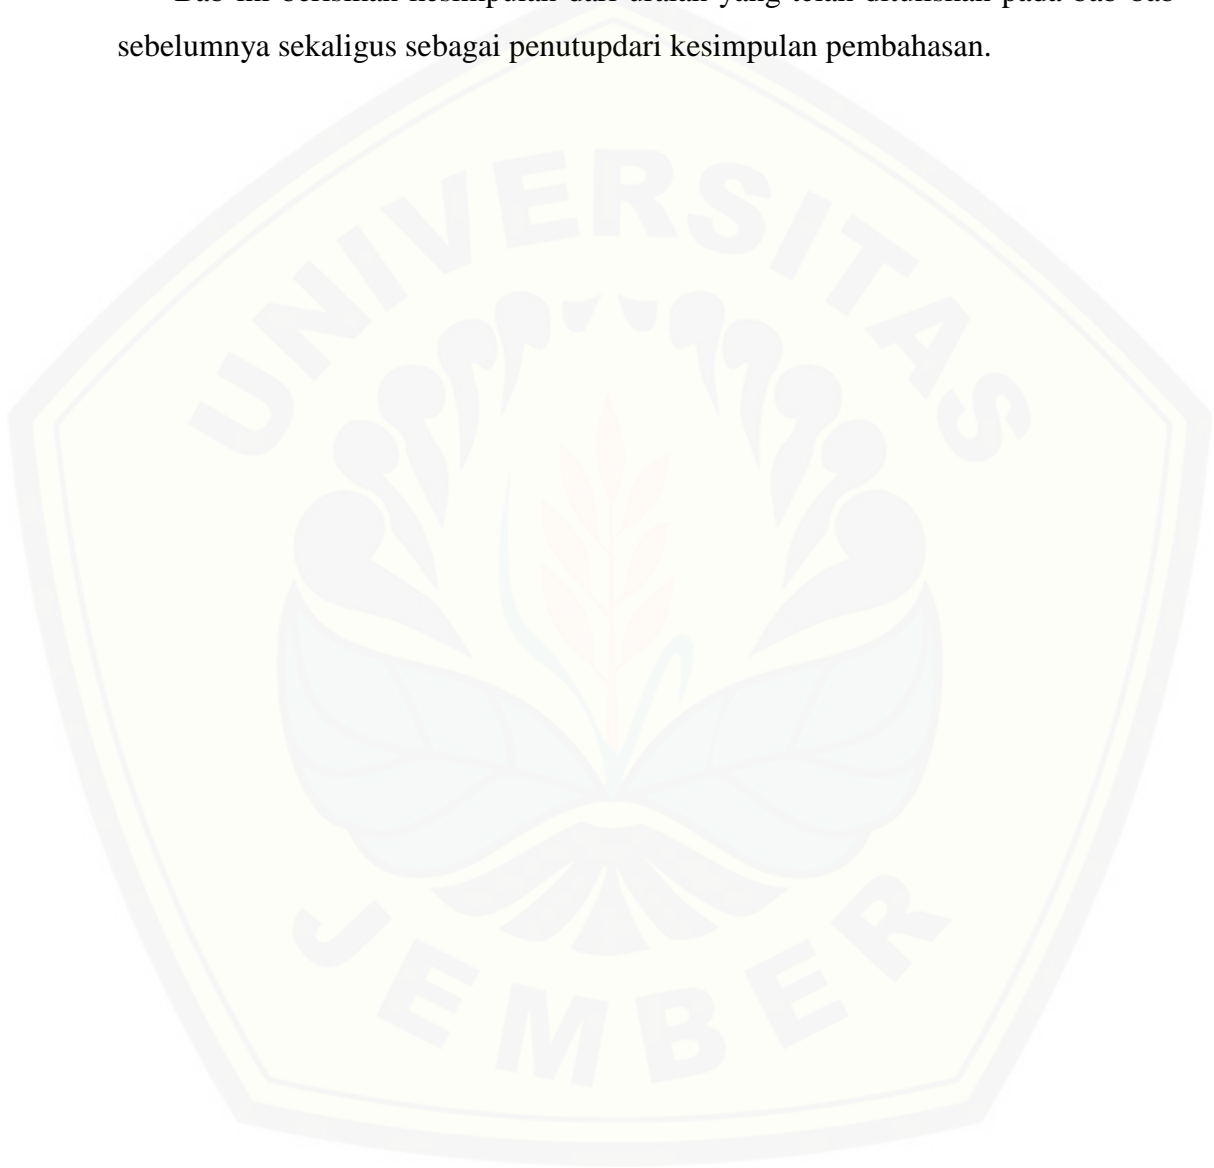 Bab ini berisikan kesimpulan dari uraian yang telah dituliskan pada bab-bab
sebelumnya sekaligus sebagai penutupdari kesimpulan pembahasan.
UNIVERSITAS
JEMBER